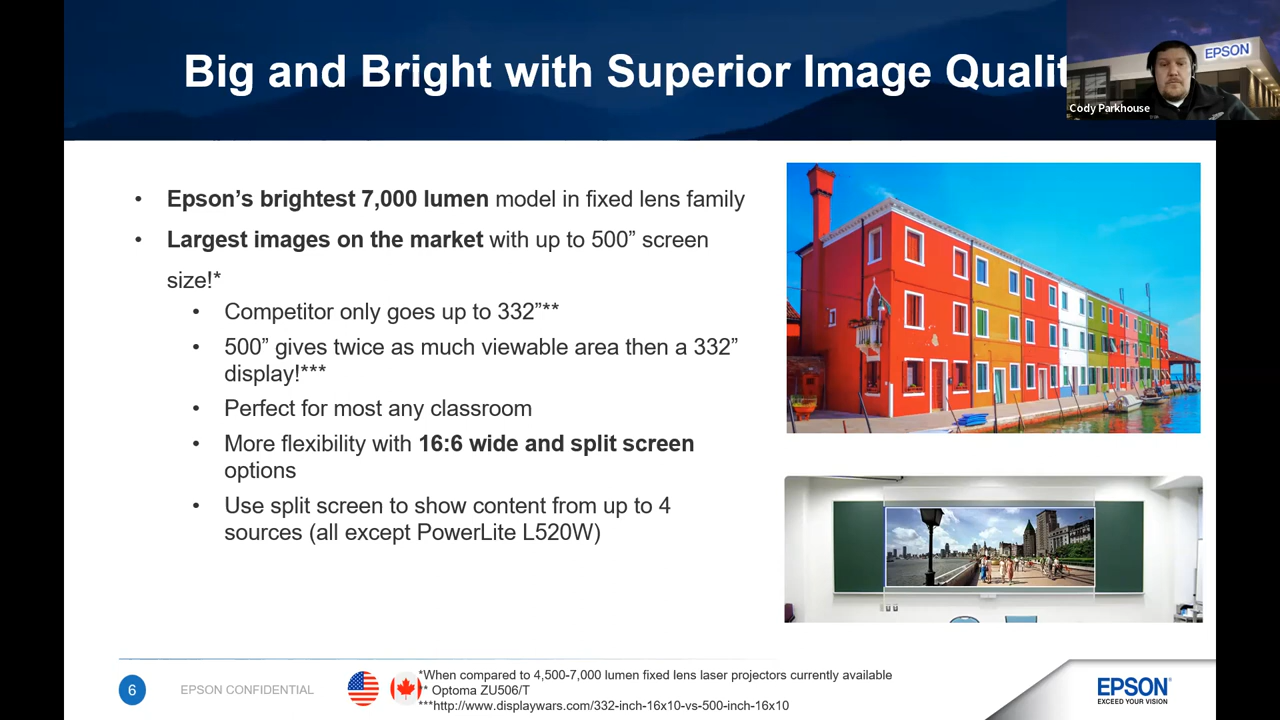 Big and Bright with Superior Image Qualit
EPSON
Cody Parkhouse
• Epson’s brightest 7,000 lumen model in fixed lens family
• Largest images on the market with up to 500” screen
size!*
• Competitor only goes up to 332”**
• 500” gives twice as much viewable area then a 332”
display!***
• Perfect for most any classroom
• More flexibility with 16:6 wide and split screen
options
• Use split screen to show content from up to 4
sources (all except PowerLite L520W)
*When compared to 4,500-7,000 lumen fixed lens laser projectors currently available
** Optoma ZU506/T
***http://www.displaywars.com/332-inch-16x10-vs-500-inch-16x10
6
EPSON CONFIDENTIAL
EPSON®
EXCEED YOUR VISION